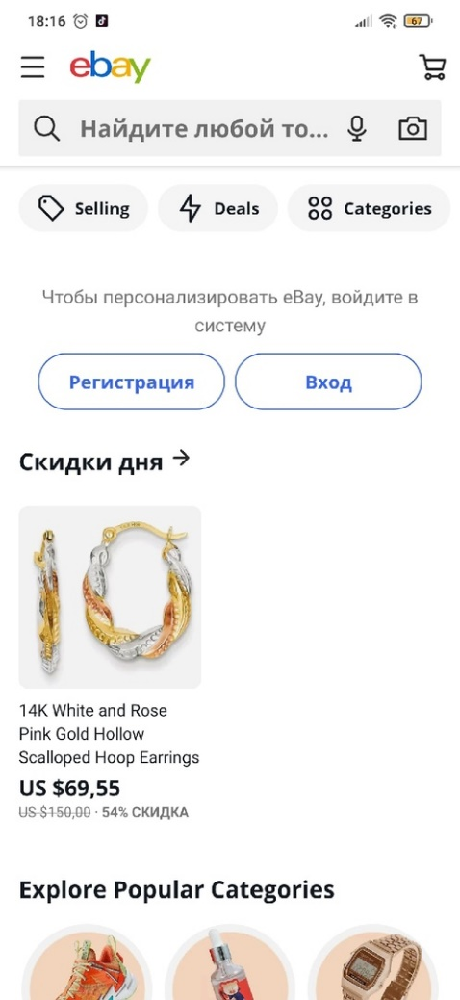 18:16
67
ebay
Найдите любой то...
Selling
Deals
Categories
Чтобы персонализировать eBay, войдите в
систему
Регистрация
Вход
Скидки дня →
14K White and Rose
Pink Gold Hollow
Scalloped Hoop Earrings
US $69,55
US $150,00 · 54% СКИДКА
Explore Popular Categories